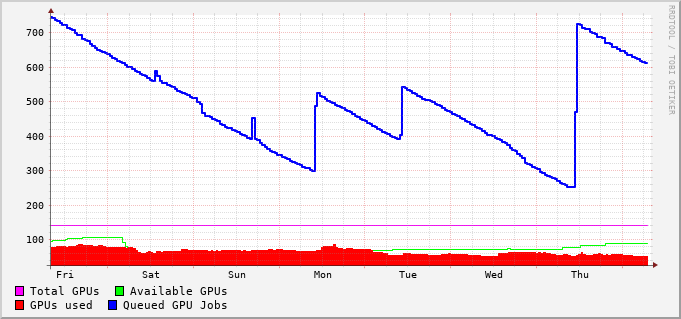 RRDTOOL / TOBI OETIKER
700
600
500
400
300
200
100
Fri Sat Sun Mon Tue Wed Thu
Total GPUs Available GPUs
GPUs used Queued GPU Jobs